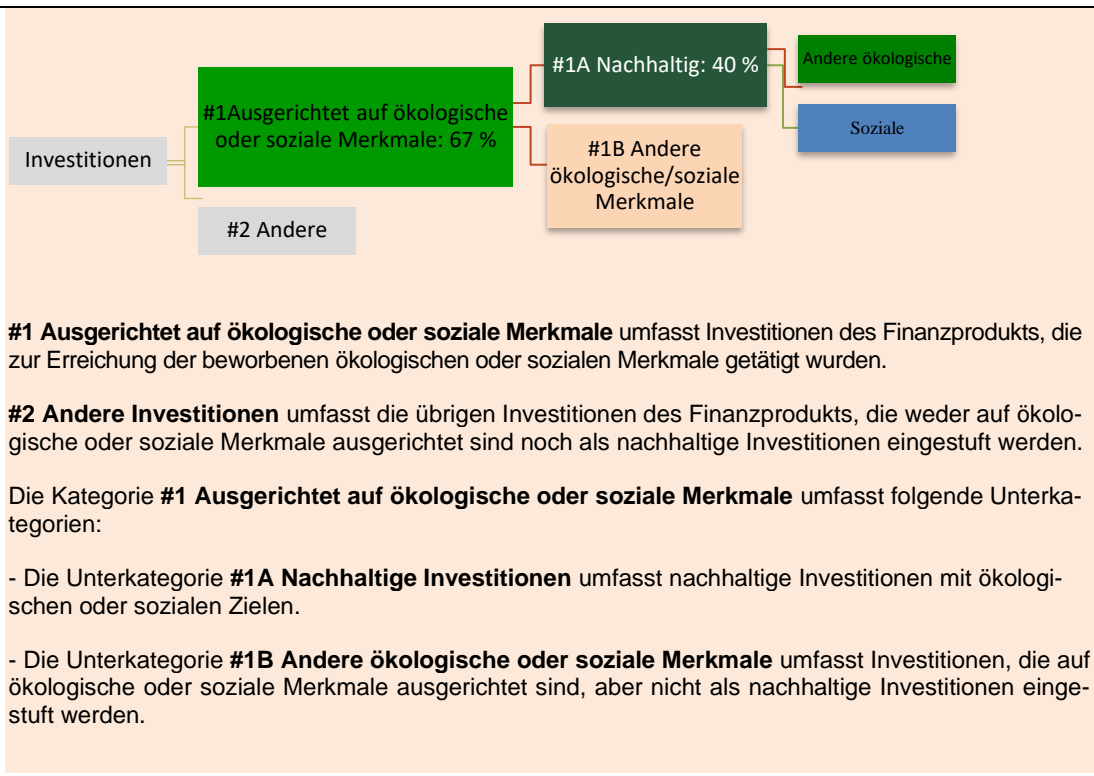 #1A Nachhaltig: 40 %
Andere ökologische
#1Ausgerichtet auf ökologische
oder soziale Merkmale: 67 %
Soziale
Investitionen
#1B Andere
ökologische/soziale
Merkmale
#2 Andere
#1 Ausgerichtet auf ökologische oder soziale Merkmale umfasst Investitionen des Finanzprodukts, die
zur Erreichung der beworbenen ökologischen oder sozialen Merkmale getätigt wurden.
#2 Andere Investitionen umfasst die übrigen Investitionen des Finanzprodukts, die weder auf ökolo-
gische oder soziale Merkmale ausgerichtet sind noch als nachhaltige Investitionen eingestuft werden.
Die Kategorie #1 Ausgerichtet auf ökologische oder soziale Merkmale umfasst folgende Unterka-
tegorien:
- Die Unterkategorie #1A Nachhaltige Investitionen umfasst nachhaltige Investitionen mit ökologi-
schen oder sozialen Zielen.
- Die Unterkategorie #1B Andere ökologische oder soziale Merkmale umfasst Investitionen, die auf
ökologische oder soziale Merkmale ausgerichtet sind, aber nicht als nachhaltige Investitionen einge-
stuft werden.